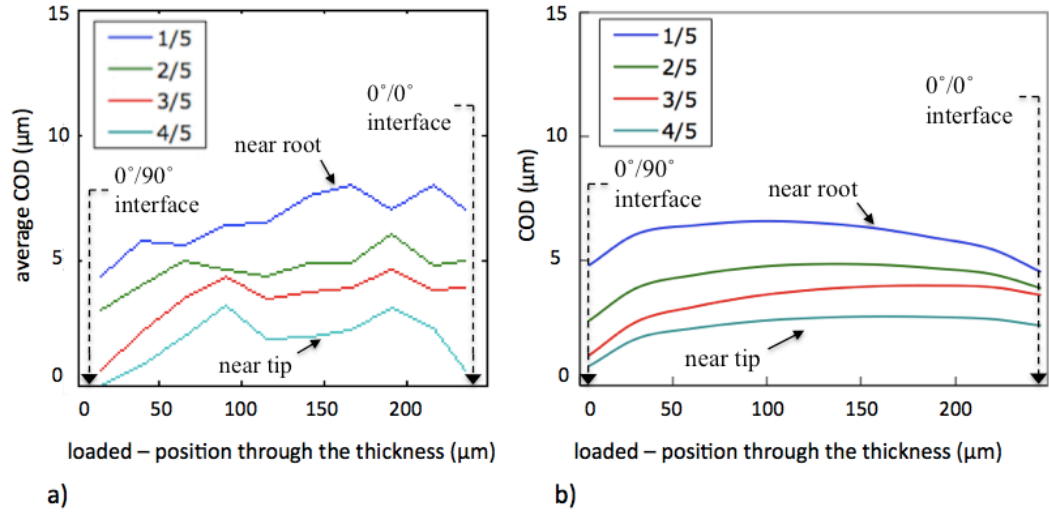 15
10
5
0
average COD (µm)
1/5
2/5
3/5
4/5
0˚/90˚
interface
near root
0˚/0˚
interface
near tip
0 50 100 150 200
loaded – position through the thickness (µm)
a)
15
10
5
0
COD (µm)
1/5
2/5
3/5
4/5
0˚/90˚
interface
near root
0˚/0˚
interface
near tip
0 50 100 150 200
loaded – position through the thickness (µm)
b)